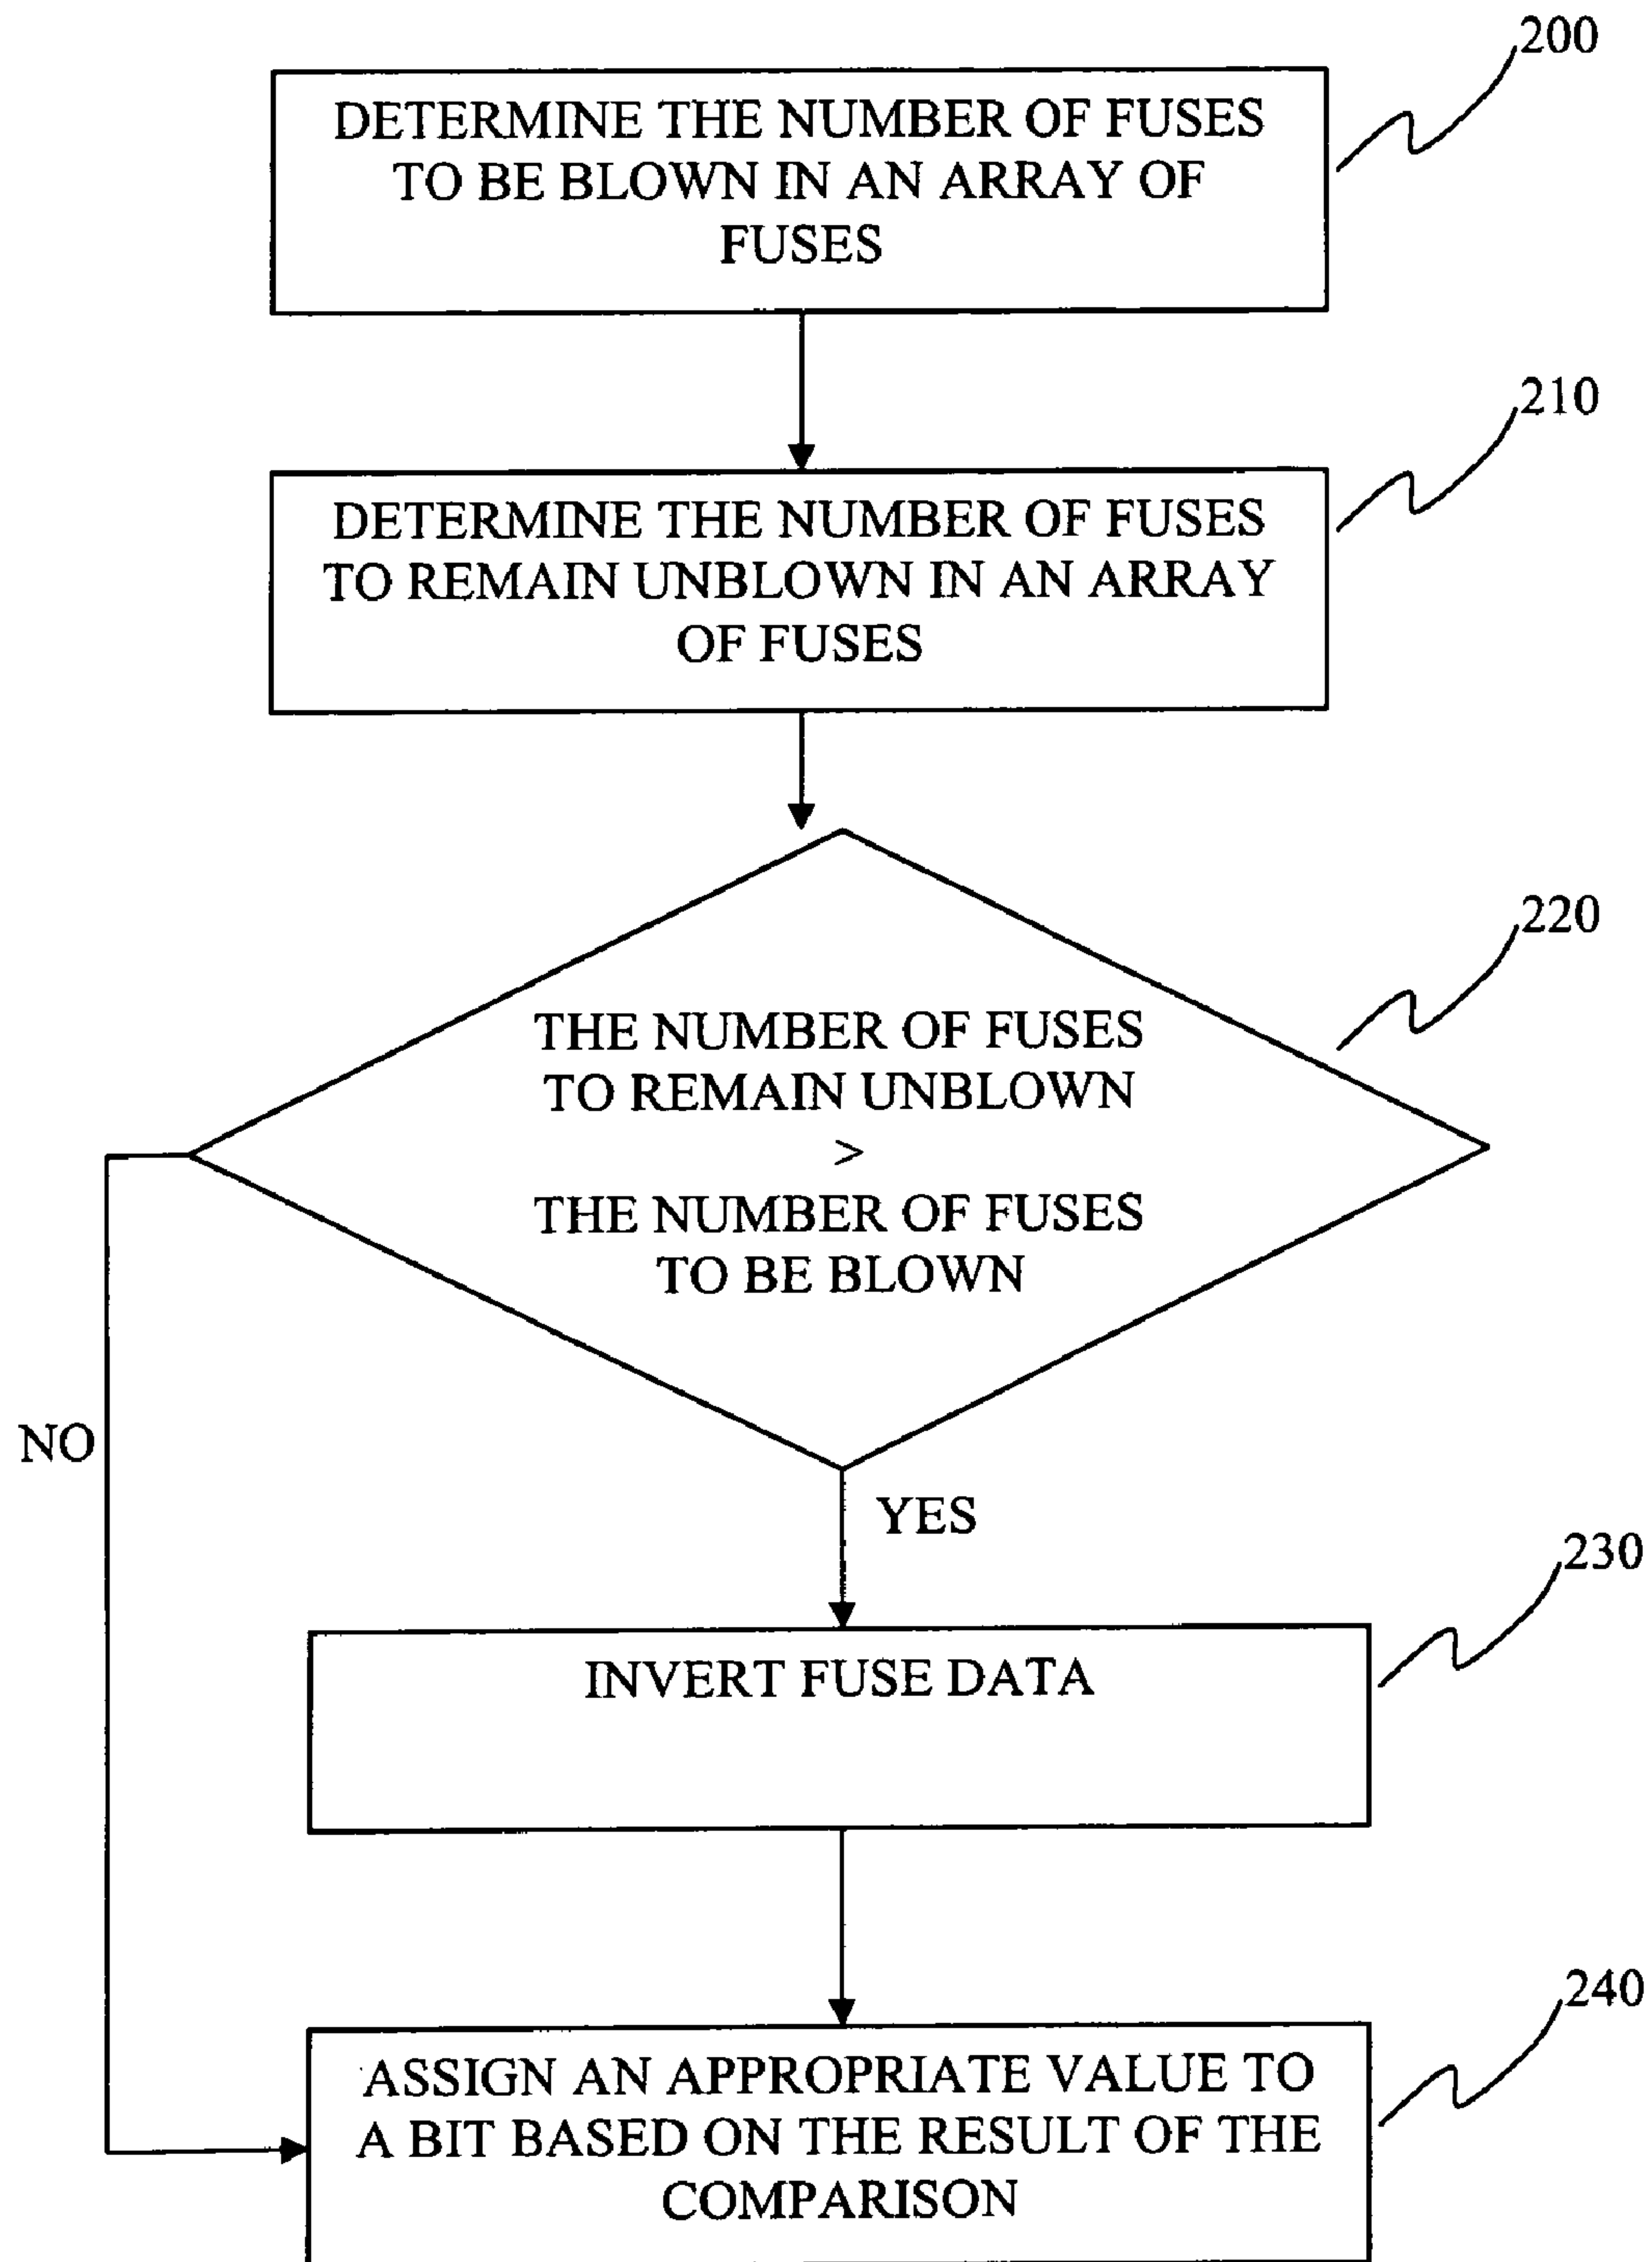 200
DETERMINE THE NUMBER OF FUSES
TO BE BLOWN IN AN ARRAY OF
FUSES
210
DETERMINE THE NUMBER OF FUSES
TO REMAIN UNBLOWN IN AN ARRAY
OF FUSES
220
THE NUMBER OF FUSES
TO REMAIN UNBLOWN
>
THE NUMBER OF FUSES
TO BE BLOWN
NO
YES
230
INVERT FUSE DATA
240
ASSIGN AN APPROPRIATE VALUE TO
A BIT BASED ON THE RESULT OF THE
COMPARISON